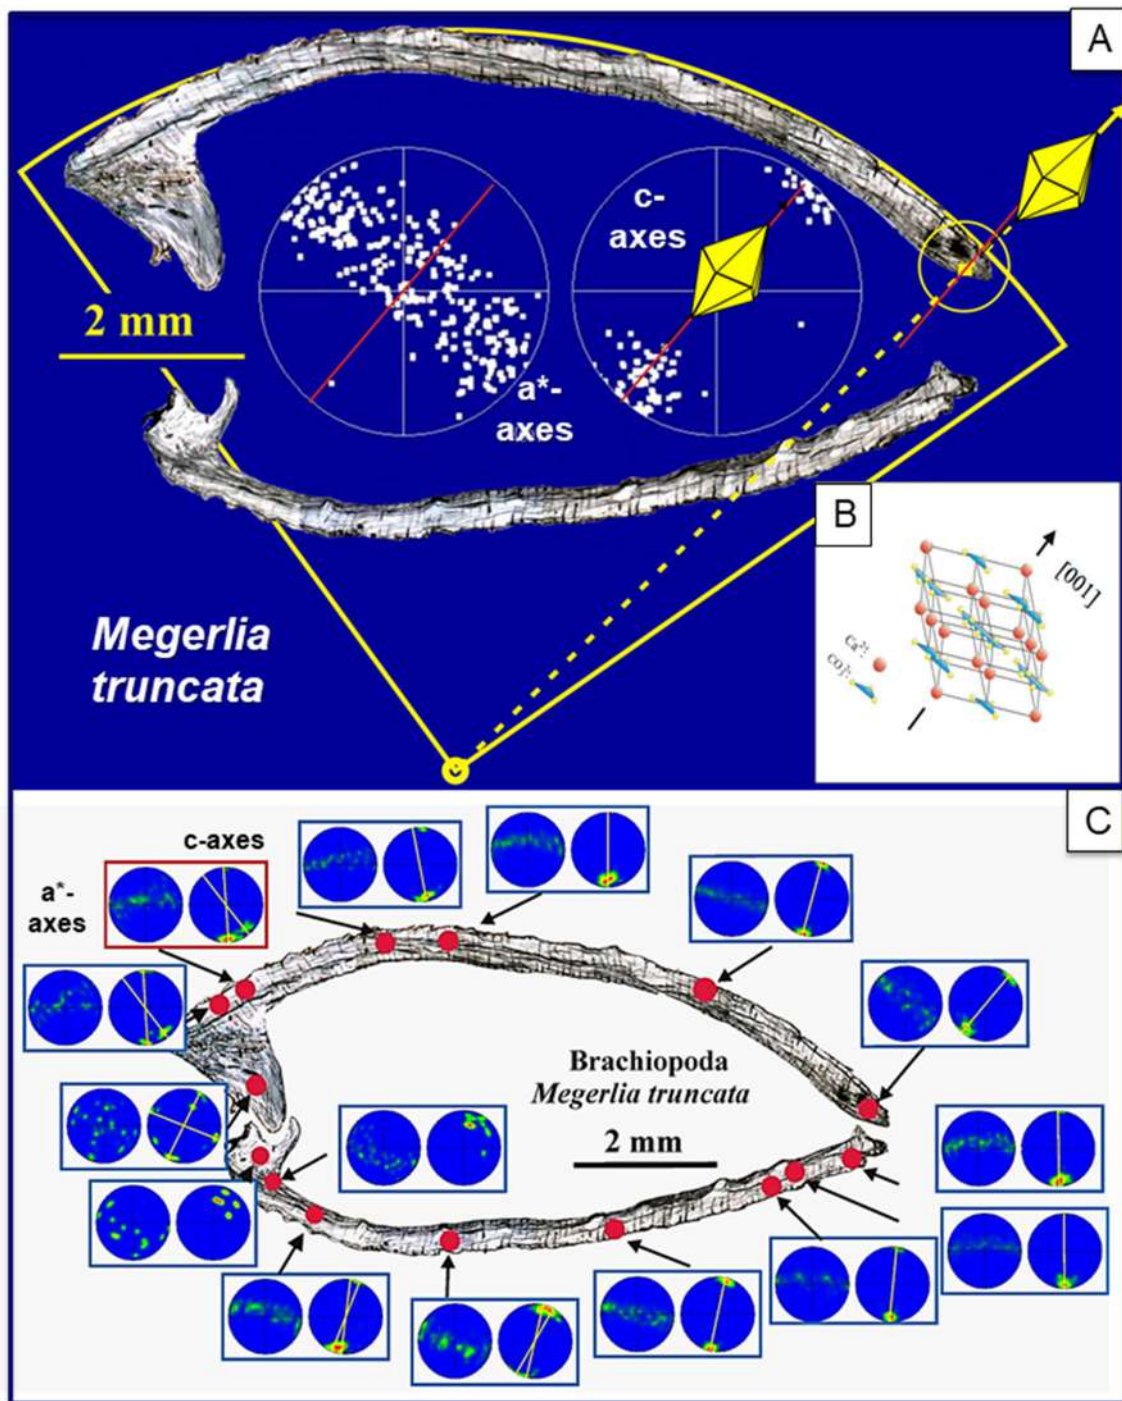 A
c-
axes
2 mm
a*-
axes
B
[001]
Ca²⁺:
CO₃²⁻:
Megerlia
truncata
C
c-axes
a*-
axes
Brachiopoda
Megerlia truncata
2 mm